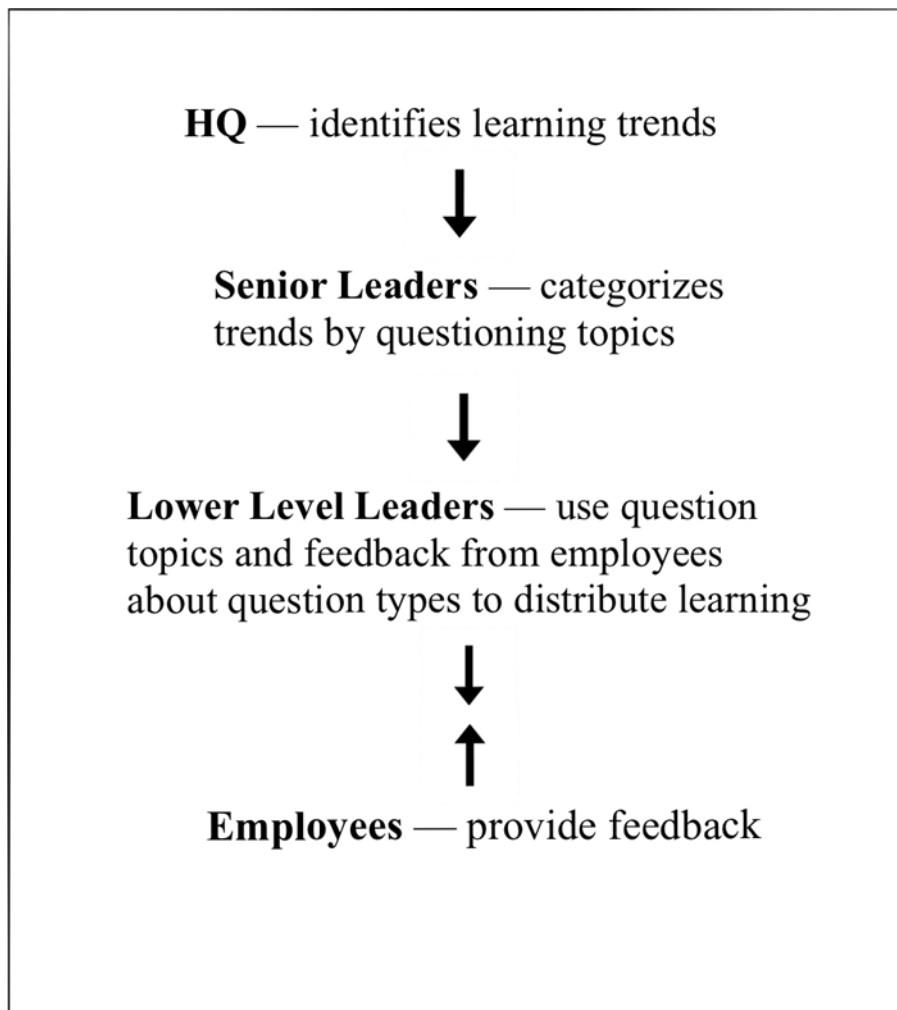 HQ — identifies learning trends
Senior Leaders — categorizes
trends by questioning topics
Lower Level Leaders — use question
topics and feedback from employees
about question types to distribute learning
Employees — provide feedback